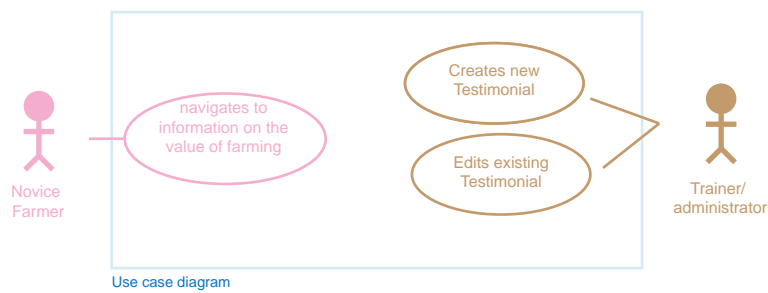 Creates new
Testimonial
navigates to
information on the
value of farming
Edits existing
Testimonial
Novice
Farmer
Trainer/
administrator
Use case diagram